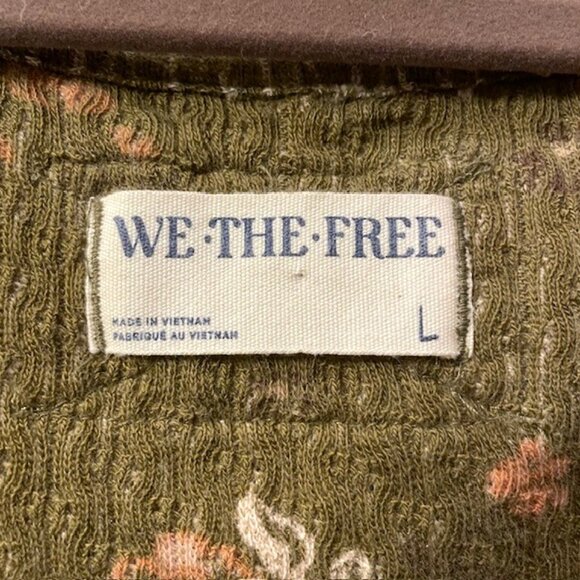 WE·THE·FREE
MADE IN VIETNAM
FABRIQUÉ AU VIETNAM
L